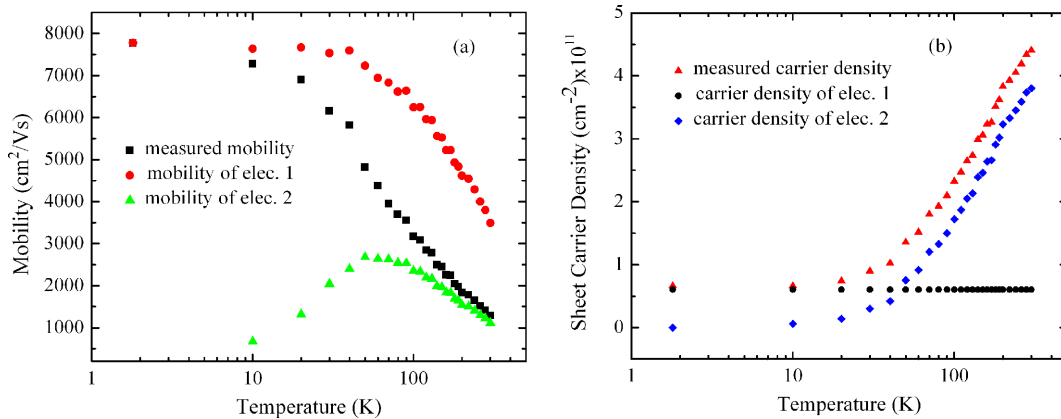 8000
7000
6000
5000
4000
3000
2000
1000
Mobility (cm²/Vs)
(a)
measured mobility
mobility of elec. 1
mobility of elec. 2
1
10
100
Temperature (K)
5
4
3
2
1
0
Sheet Carrier Density (cm⁻²)x10¹¹
(b)
measured carrier density
carrier density of elec. 1
carrier density of elec. 2
1
10
100
Temperature (K)